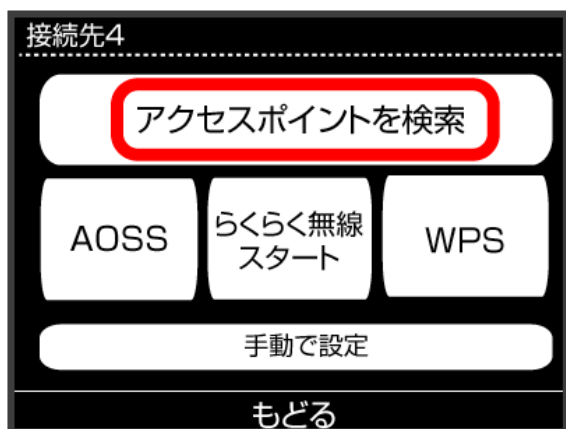 接続先4
アクセスポイントを検索
AOSS
らくらく無線
スタート
WPS
手動で設定
もどる